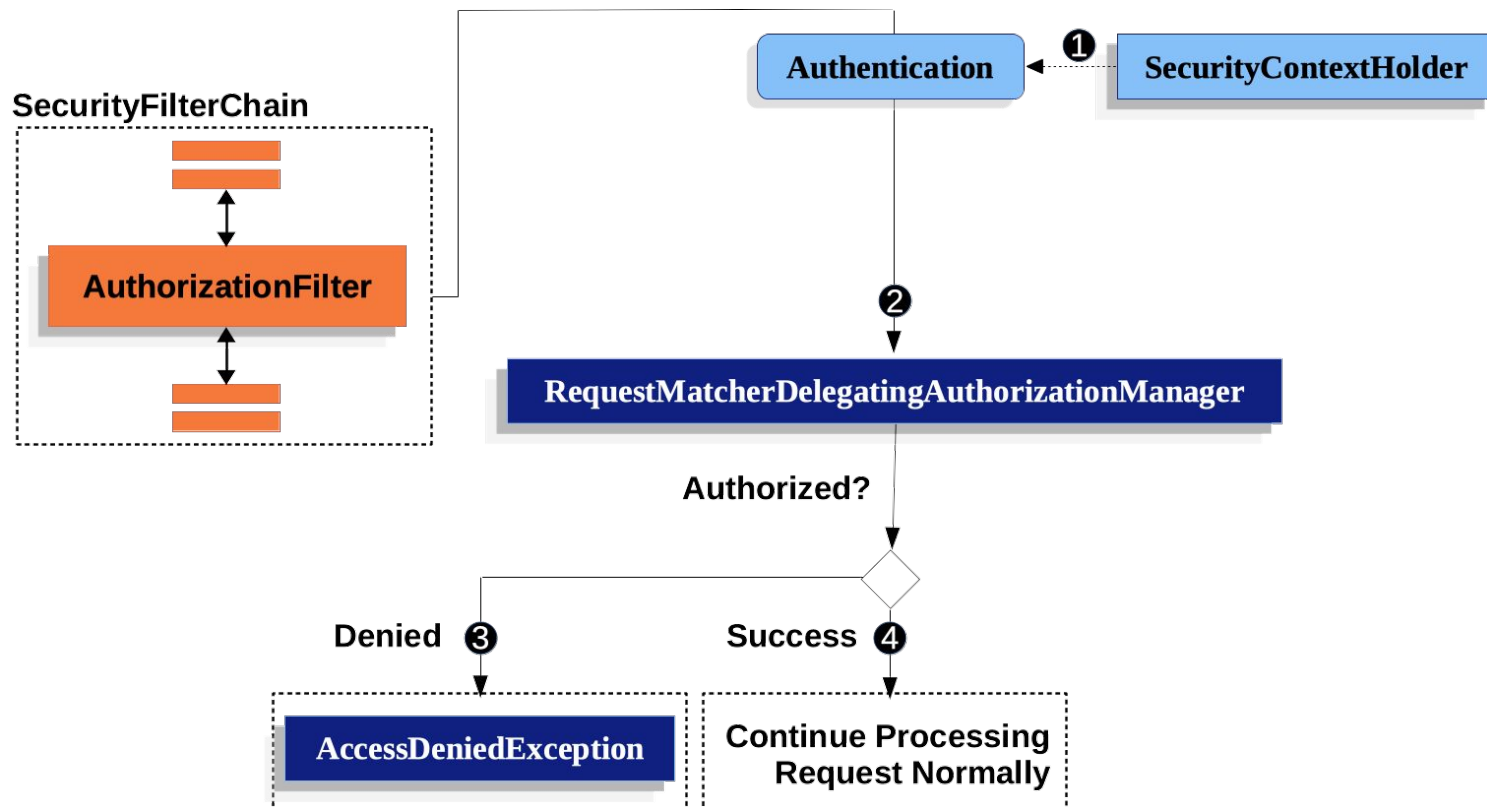 Authentication
1
SecurityContextHolder
SecurityFilterChain
AuthorizationFilter
2
RequestMatcherDelegatingAuthorizationManager
Authorized?
Denied
3
Success
4
AccessDeniedException
Continue Processing
Request Normally